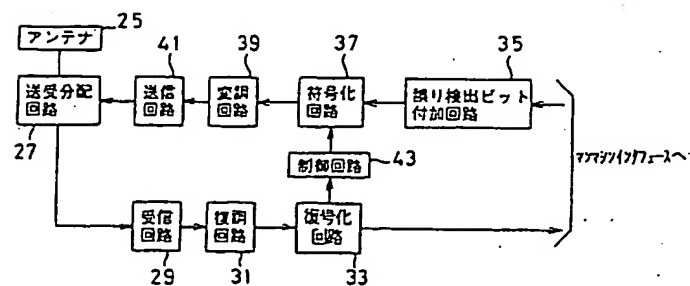 25
アンテナ
41
39
37
35
送受分配
回路
送信
回路
変調
回路
符号化
回路
誤り検出ビット
付加回路
27
制御回路
43
マンマシンインタフェースへ
受信
回路
復調
回路
復号化
回路
29
31
33